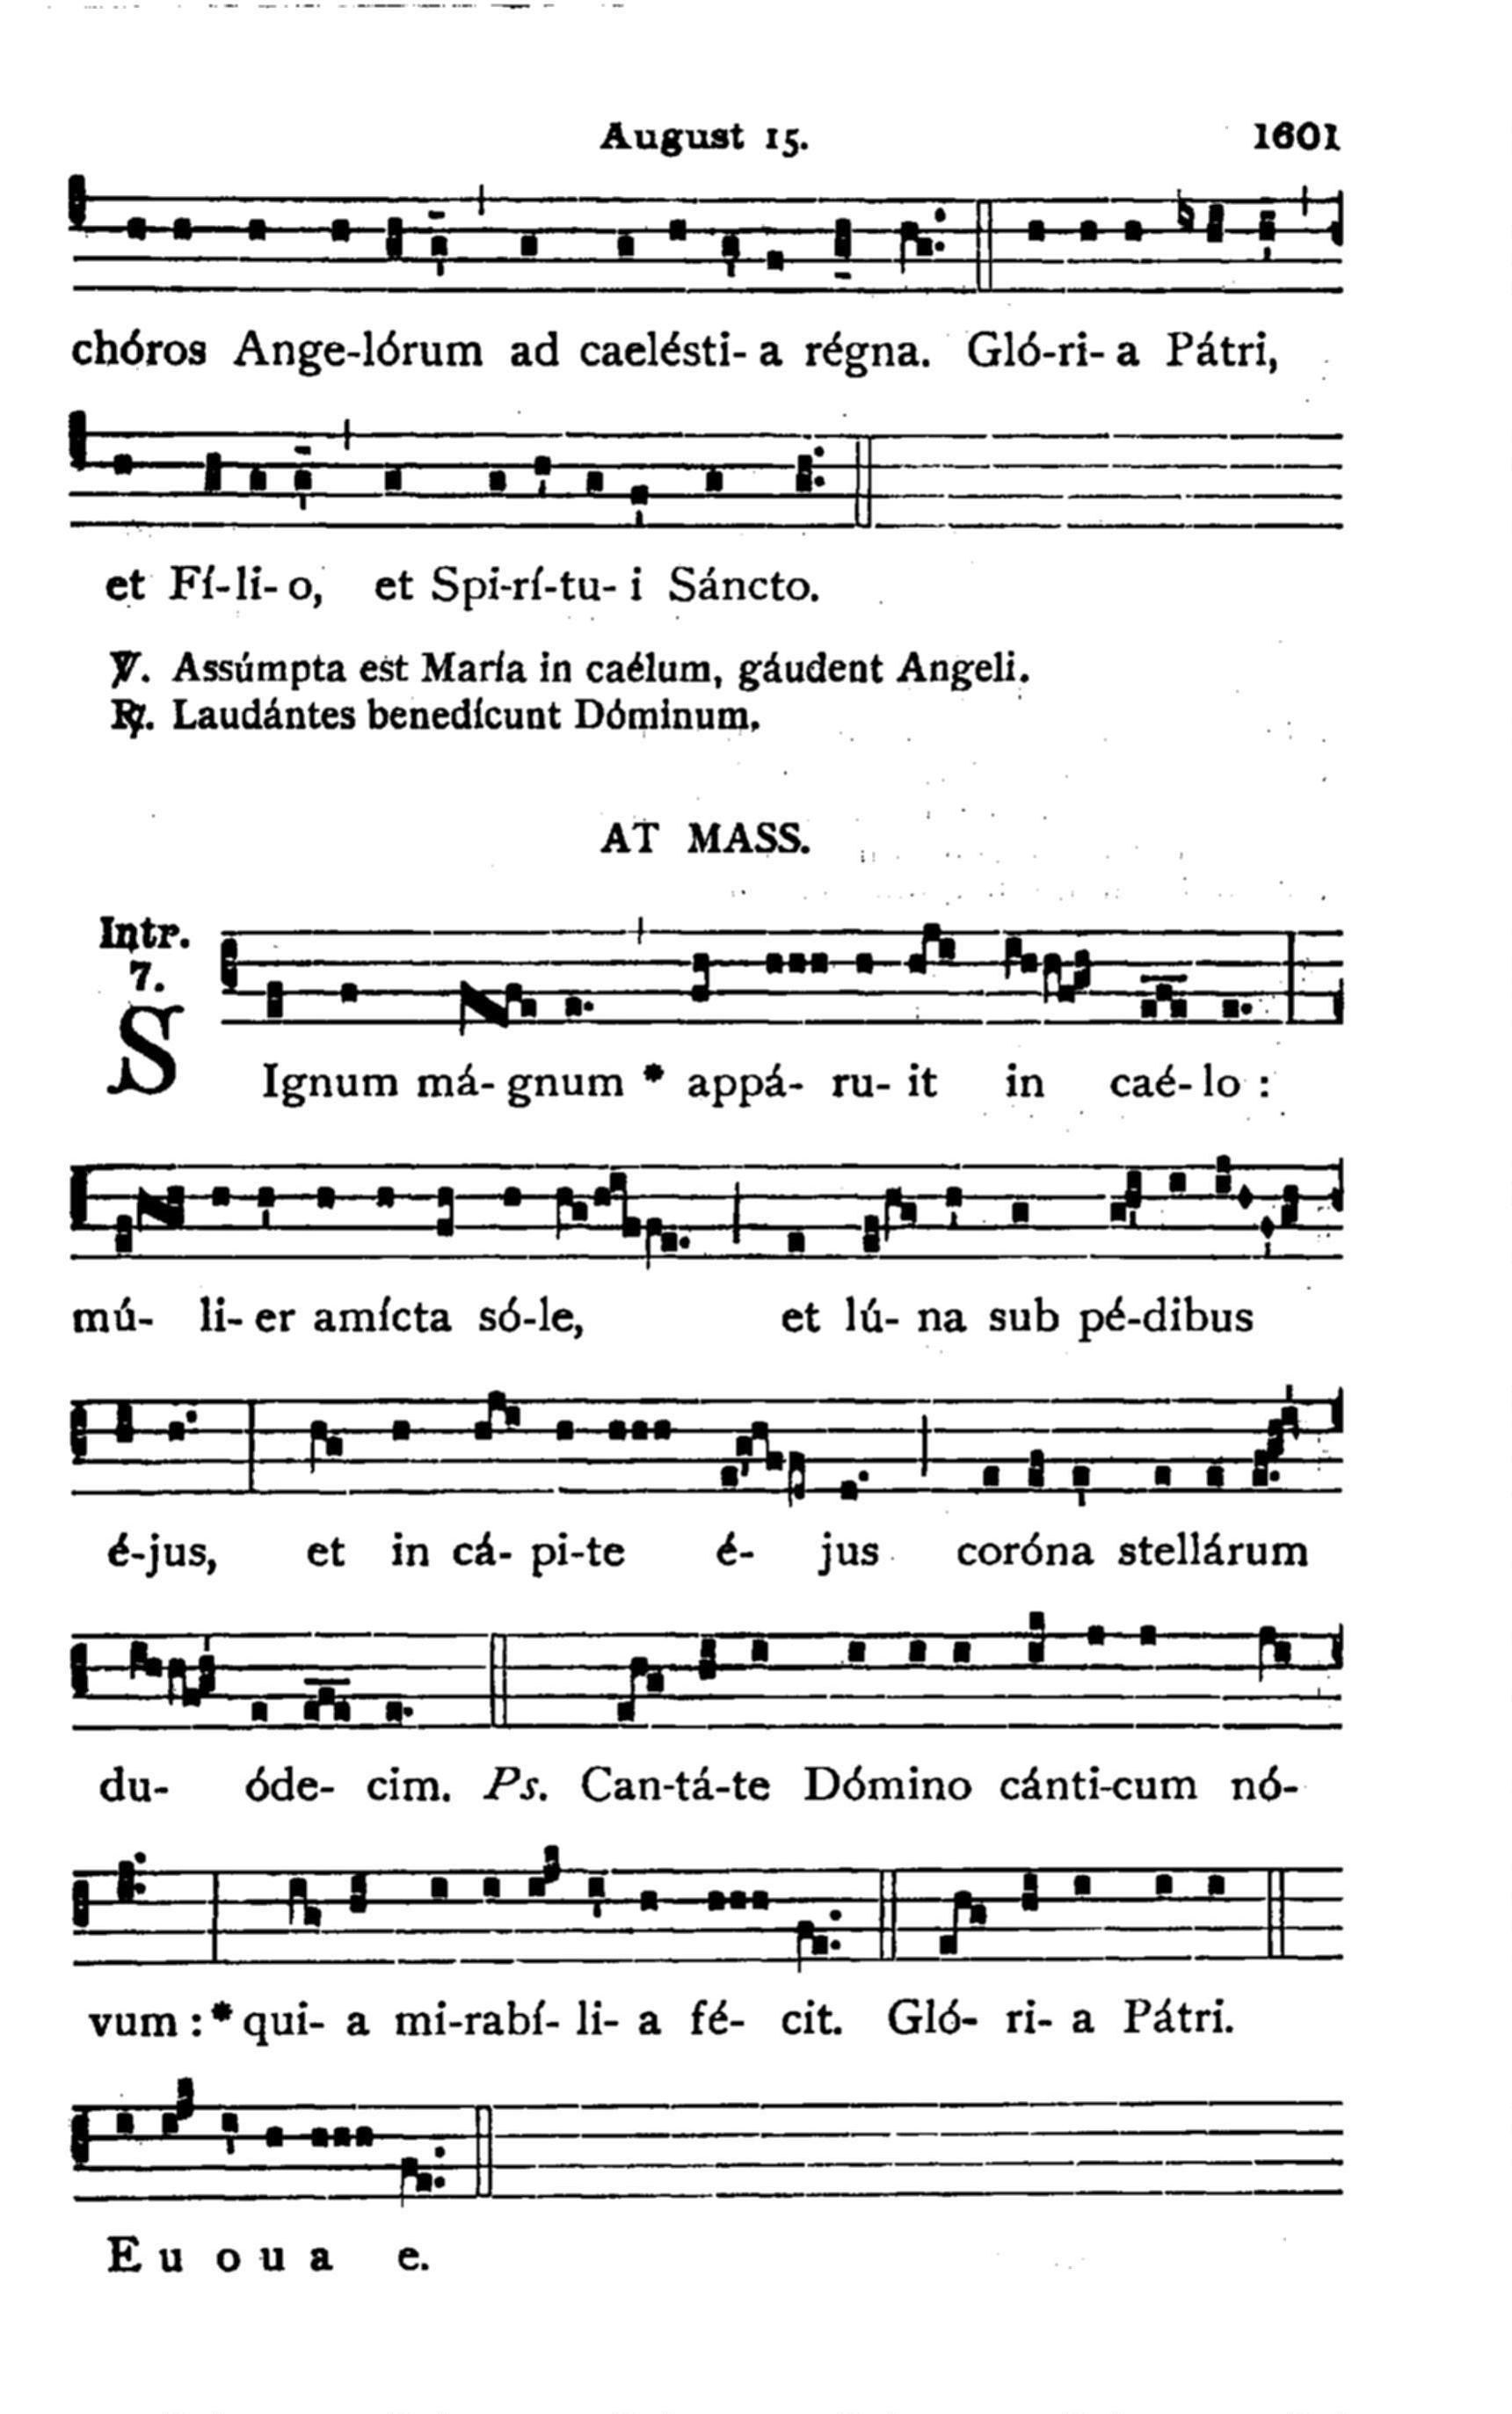 August 15. 1601
chóros Ange-lórum ad caelésti- a régna. Gló-ri- a Pátri,
et Fí-li- o, et Spi-rí-tu- i Sáncto.
℣. Assúmpta est María in caélum, gáudent Angeli.
℟. Laudántes benedícunt Dóminum.
AT MASS.
Intr.
7.
SIgnum má- gnum * appá- ru- it in caé- lo :
mú- li- er amícta só-le, et lú- na sub pé-dibus
é-jus, et in cá- pi-te é- jus coróna stellárum
du- óde- cim. Ps. Can-tá-te Dómino cánti-cum nó-
vum : * qui- a mi-rabí- li- a fé- cit. Gló- ri- a Pátri.
E u o u a e.